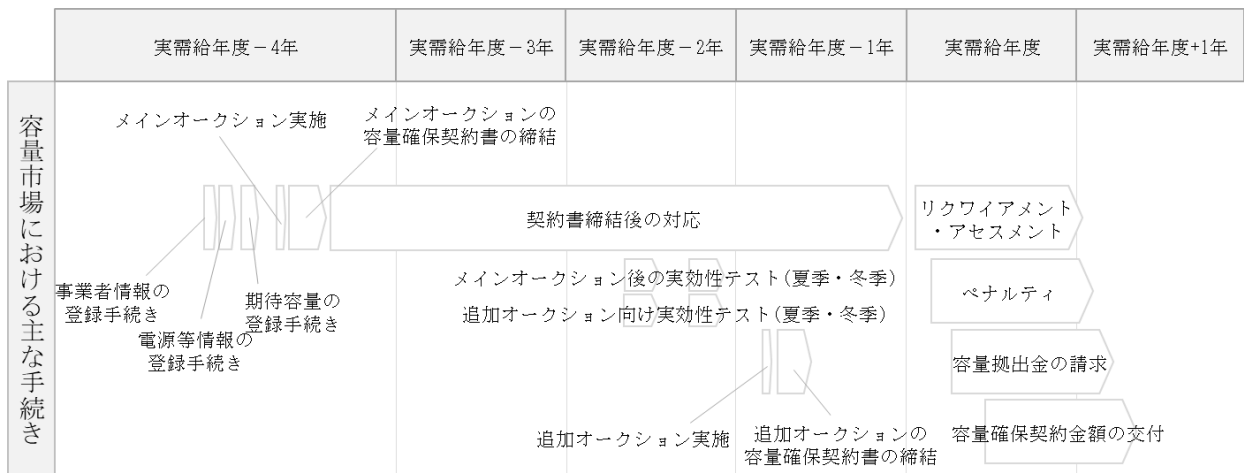 実需給年度－4年
実需給年度－3年
実需給年度－2年
実需給年度－1年
実需給年度
実需給年度+1年
容量市場における主な手続き
メインオークション実施
メインオークションの
容量確保契約書の締結
契約書締結後の対応
リクワイアメント
・アセスメント
事業者情報の
登録手続き
電源等情報の
登録手続き
期待容量の
登録手続き
メインオークション後の実効性テスト(夏季・冬季)
追加オークション向け実効性テスト(夏季・冬季)
ペナルティ
容量拠出金の請求
追加オークション実施
追加オークションの
容量確保契約書の締結
容量確保契約金額の交付